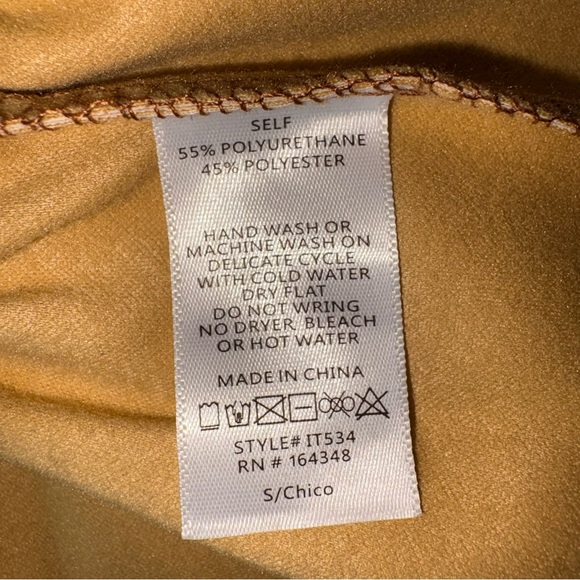 SELF
55% POLYURETHANE
45% POLYESTER
HAND WASH OR
MACHINE WASH ON
DELICATE CYCLE
WITH COLD WATER
DRY FLAT
DO NOT WRING
NO DRYER, BLEACH
OR HOT WATER
MADE IN CHINA
STYLE# IT534
RN # 164348
S/Chico